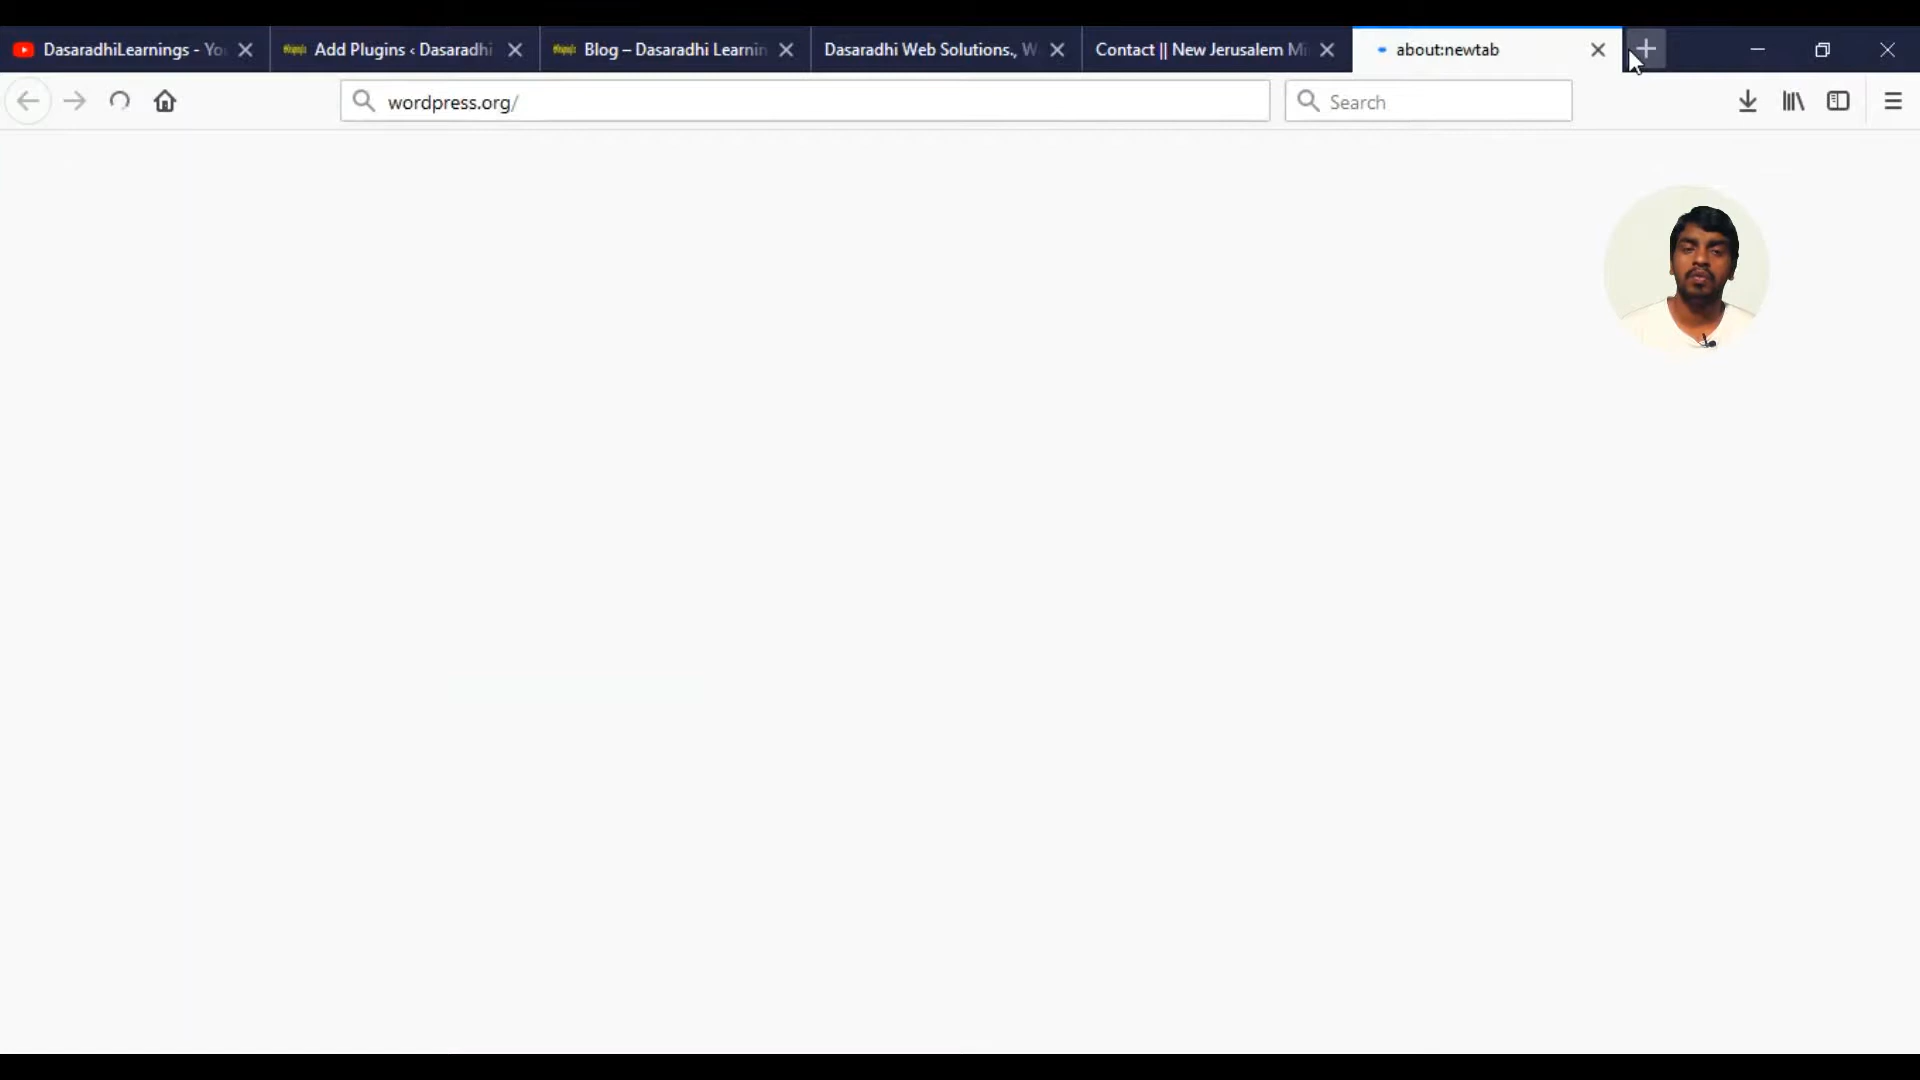 DasaradhiLearnings - Yo
Add Plugins ‹ Dasaradhi
Blog – Dasaradhi Learnin
Dasaradhi Web Solutions., W
Contact || New Jerusalem Mi
about:newtab
wordpress.org/
Search